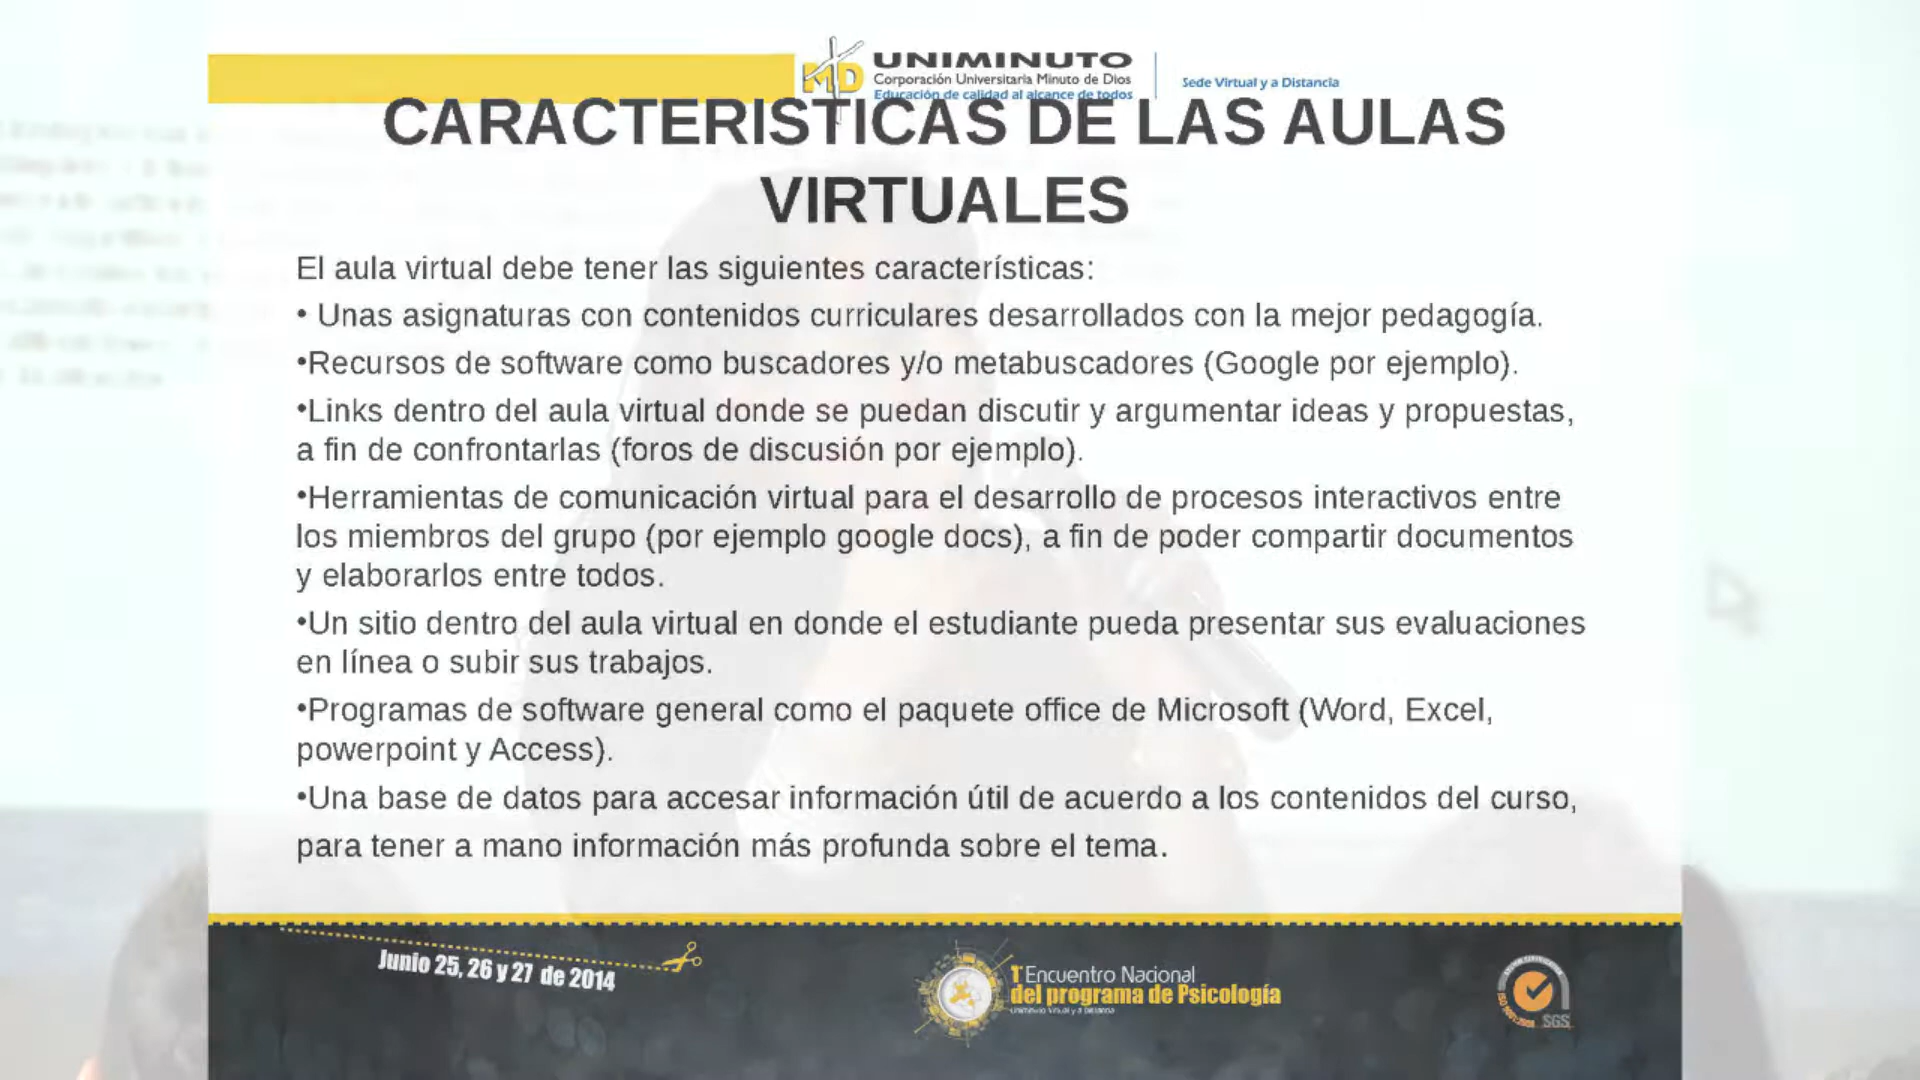 UNIMINUTO
Corporación Universitaria Minuto de Dios
Educación de calidad al alcance de todos
Sede Virtual y a Distancia
CARACTERISTICAS DE LAS AULAS
VIRTUALES
El aula virtual debe tener las siguientes características:
• Unas asignaturas con contenidos curriculares desarrollados con la mejor pedagogía.
•Recursos de software como buscadores y/o metabuscadores (Google por ejemplo).
•Links dentro del aula virtual donde se puedan discutir y argumentar ideas y propuestas,
a fin de confrontarlas (foros de discusión por ejemplo).
•Herramientas de comunicación virtual para el desarrollo de procesos interactivos entre
los miembros del grupo (por ejemplo google docs), a fin de poder compartir documentos
y elaborarlos entre todos.
•Un sitio dentro del aula virtual en donde el estudiante pueda presentar sus evaluaciones
en línea o subir sus trabajos.
•Programas de software general como el paquete office de Microsoft (Word, Excel,
powerpoint y Access).
•Una base de datos para accesar información útil de acuerdo a los contenidos del curso,
para tener a mano información más profunda sobre el tema.
Junio 25, 26 y 27 de 2014
1er Encuentro Nacional
del programa de Psicología
Uniminuto Virtual y a Distancia
SGS